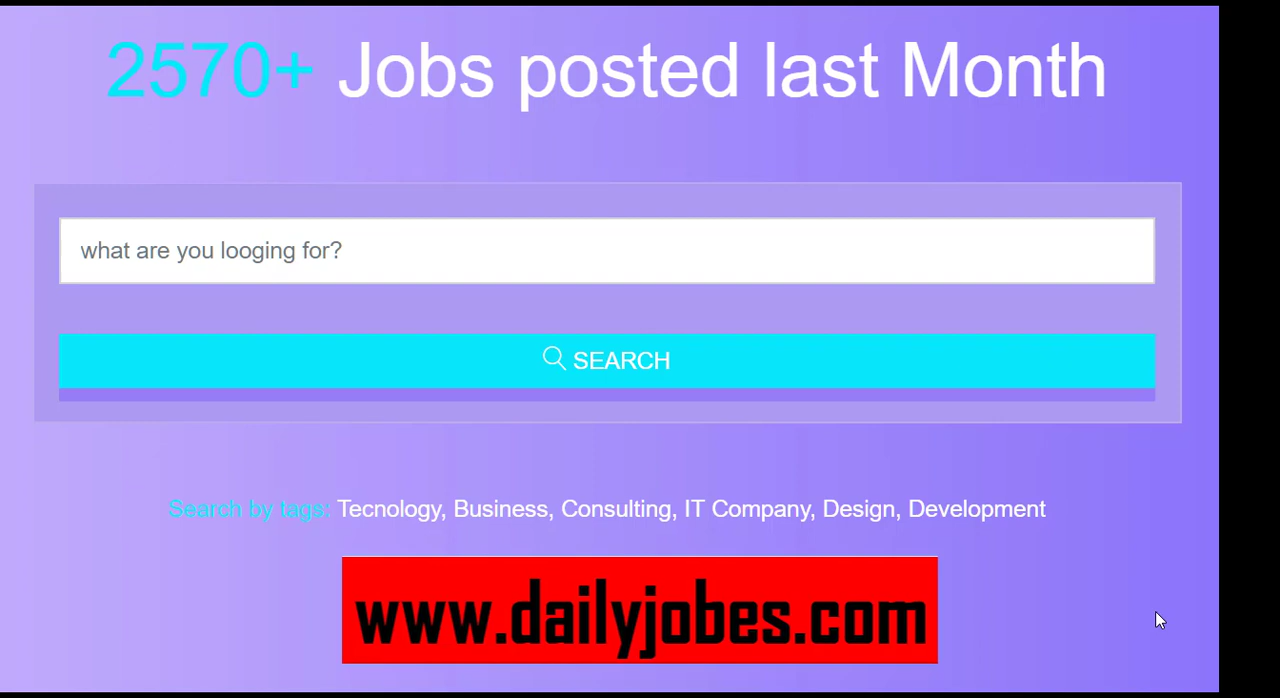 2570+ Jobs posted last Month
what are you looging for?
SEARCH
Search by tags: Tecnology, Business, Consulting, IT Company, Design, Development
www.dailyjobes.com